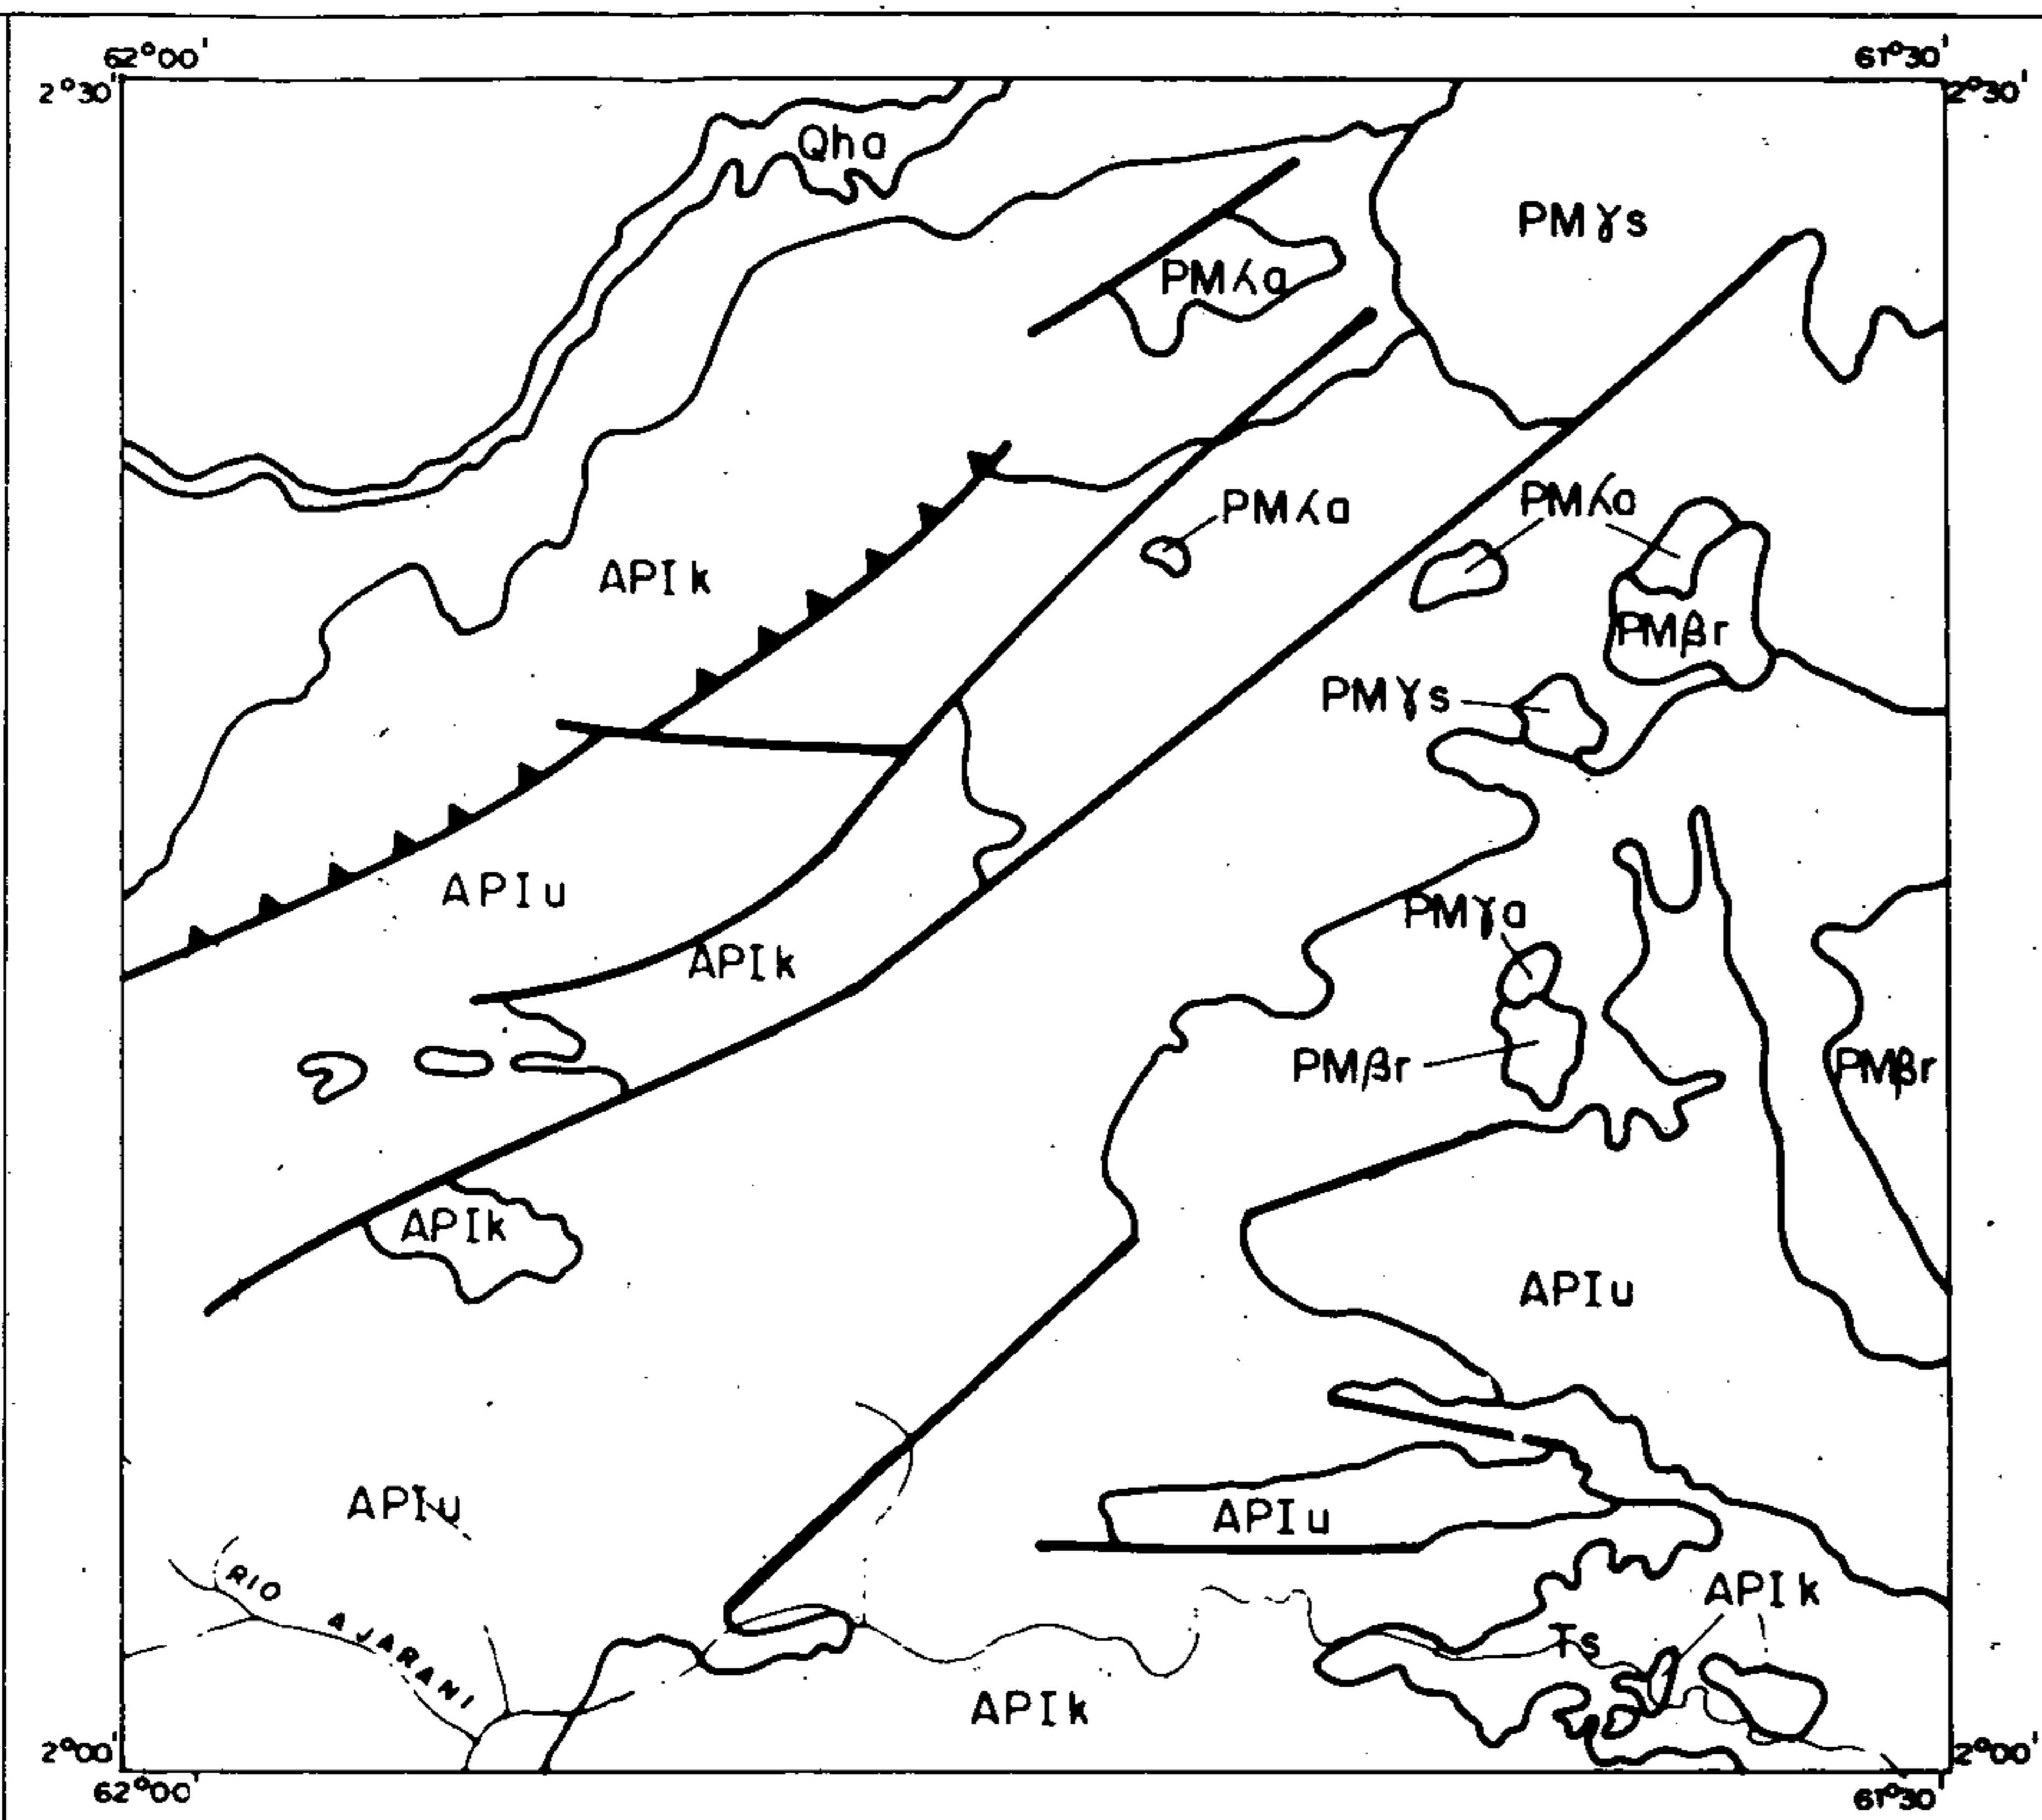 62°00'
61°30'
2°30'
2°30'
Qha
PMγs
PMλa
PMλa
PMλa
APIk
PMβr
PMγs
APIu
PMγa
APIk
PMβr
PMβr
APIk
APIu
APIu
APIu
RIO AJARANI
APIk
Ts
APIk
2°00'
2°00'
62°00'
61°30'